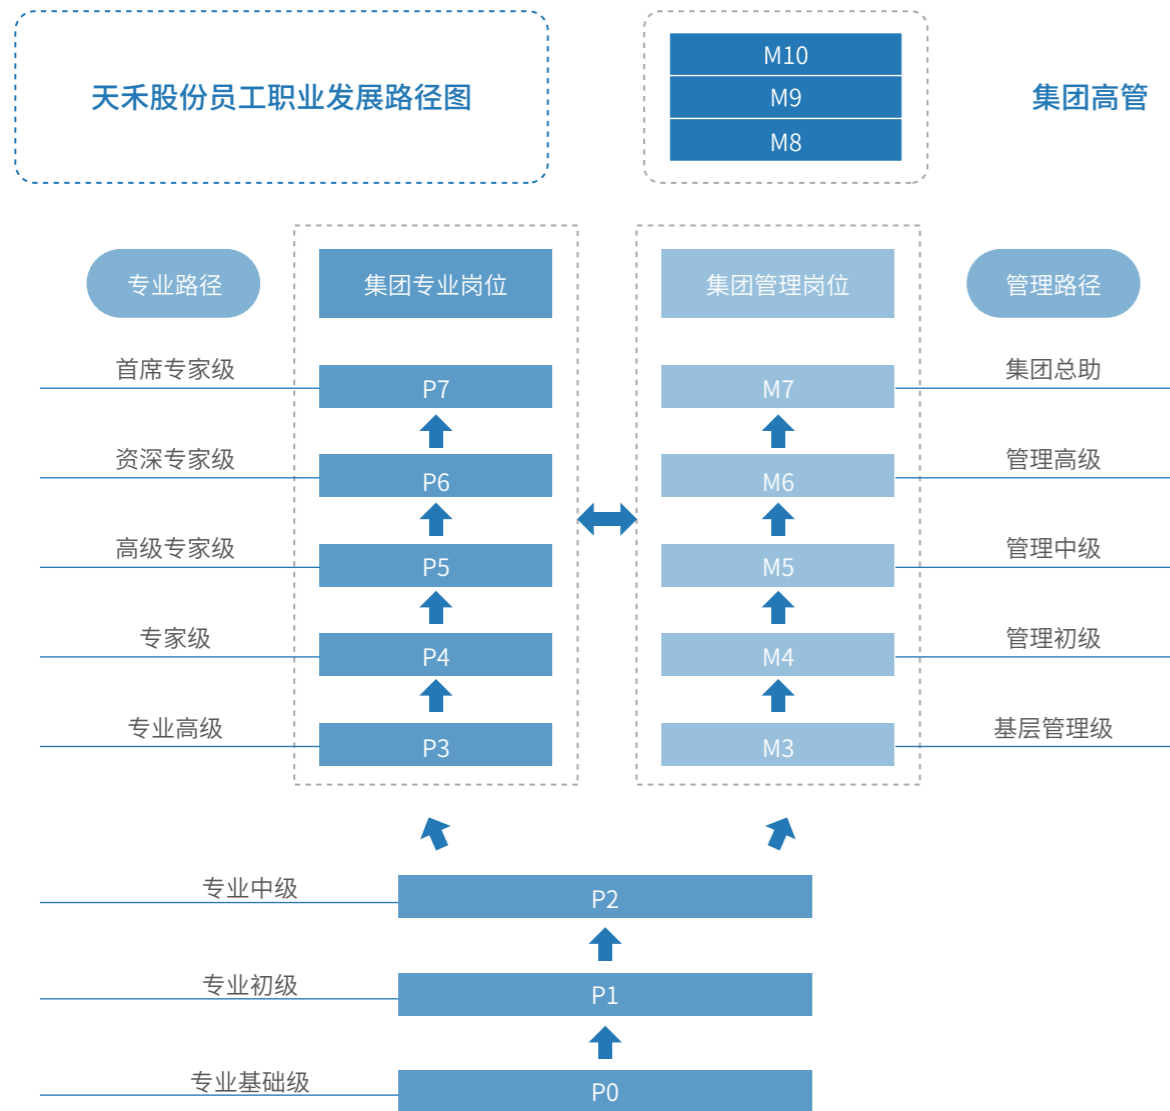 天禾股份员工职业发展路径图
M10
M9
M8
集团高管
专业路径
集团专业岗位
集团管理岗位
管理路径
首席专家级
P7
M7
集团总助
资深专家级
P6
M6
管理高级
高级专家级
P5
M5
管理中级
专家级
P4
M4
管理初级
专业高级
P3
M3
基层管理级
专业中级
P2
专业初级
P1
专业基础级
P0